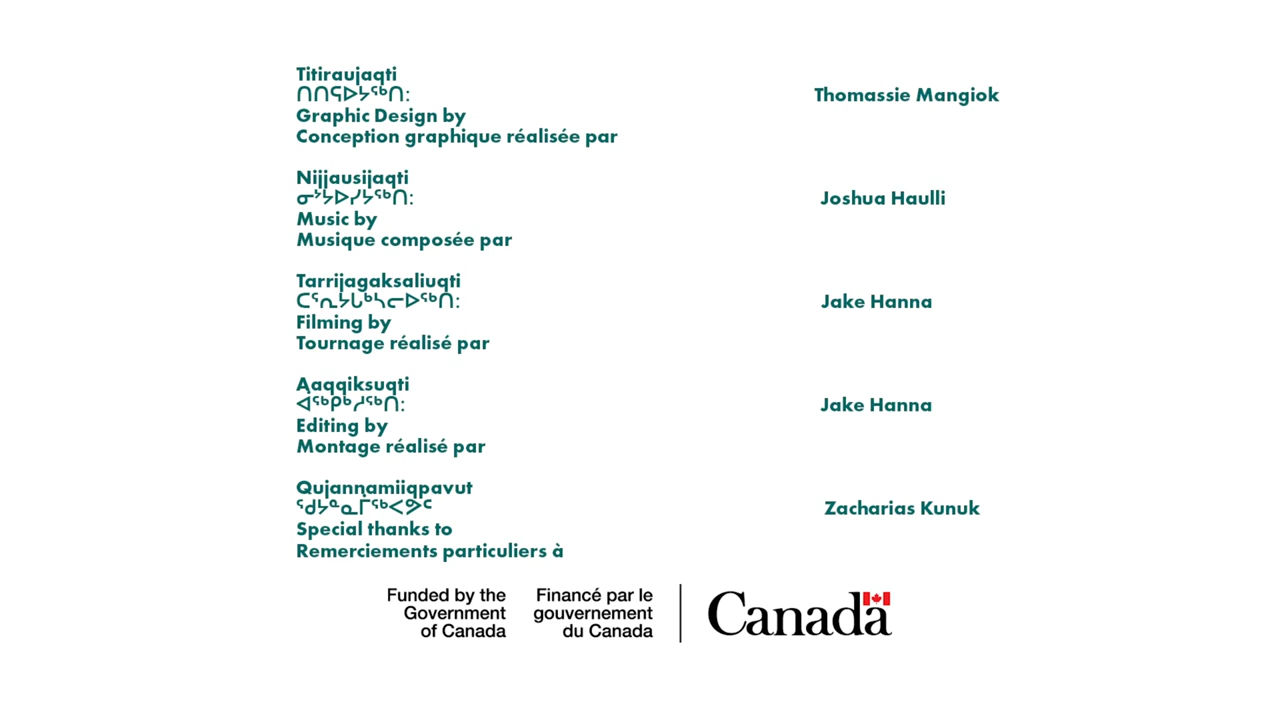 Titiraujaqti
ᑎᑎᕋᐅᔭᖅᑎ:
Graphic Design by
Conception graphique réalisée par
Thomassie Mangiok
Nijjausijaqti
ᓂᔾᔭᐅᓯᔭᖅᑎ:
Music by
Musique composée par
Joshua Haulli
Tarrijagaksaliuqti
ᑕᕐᕆᔭᒐᒃᓴᓕᐅᖅᑎ:
Filming by
Tournage réalisé par
Jake Hanna
Aaqqiksuqti
ᐋᖅᑭᒃᓱᖅᑎ:
Editing by
Montage réalisé par
Jake Hanna
Qujannamiiqpavut
ᖁᔭᓐᓇᒦᖅᐸᕗᑦ
Special thanks to
Remerciements particuliers à
Zacharias Kunuk
Funded by the
Government
of Canada
Financé par le
gouvernement
du Canada
Canada